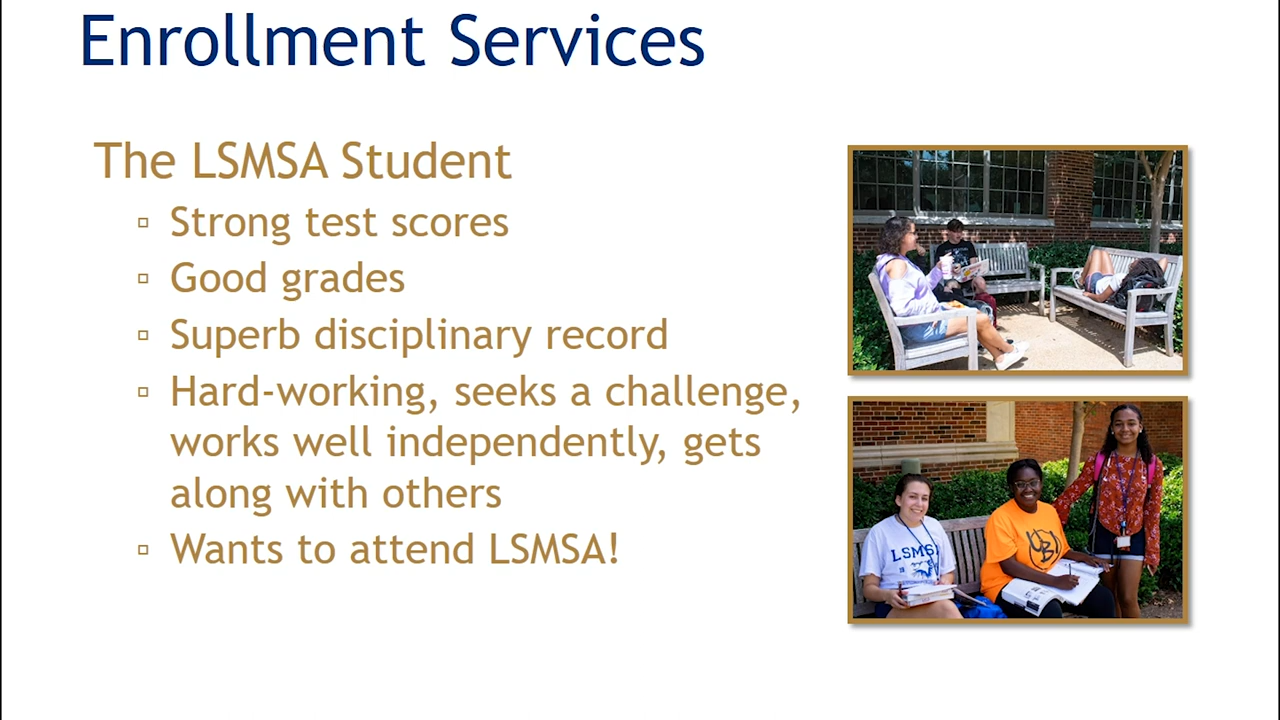 Enrollment Services
The LSMSA Student
▫ Strong test scores
▫ Good grades
▫ Superb disciplinary record
▫ Hard-working, seeks a challenge,
works well independently, gets
along with others
▫ Wants to attend LSMSA!
LSMSA